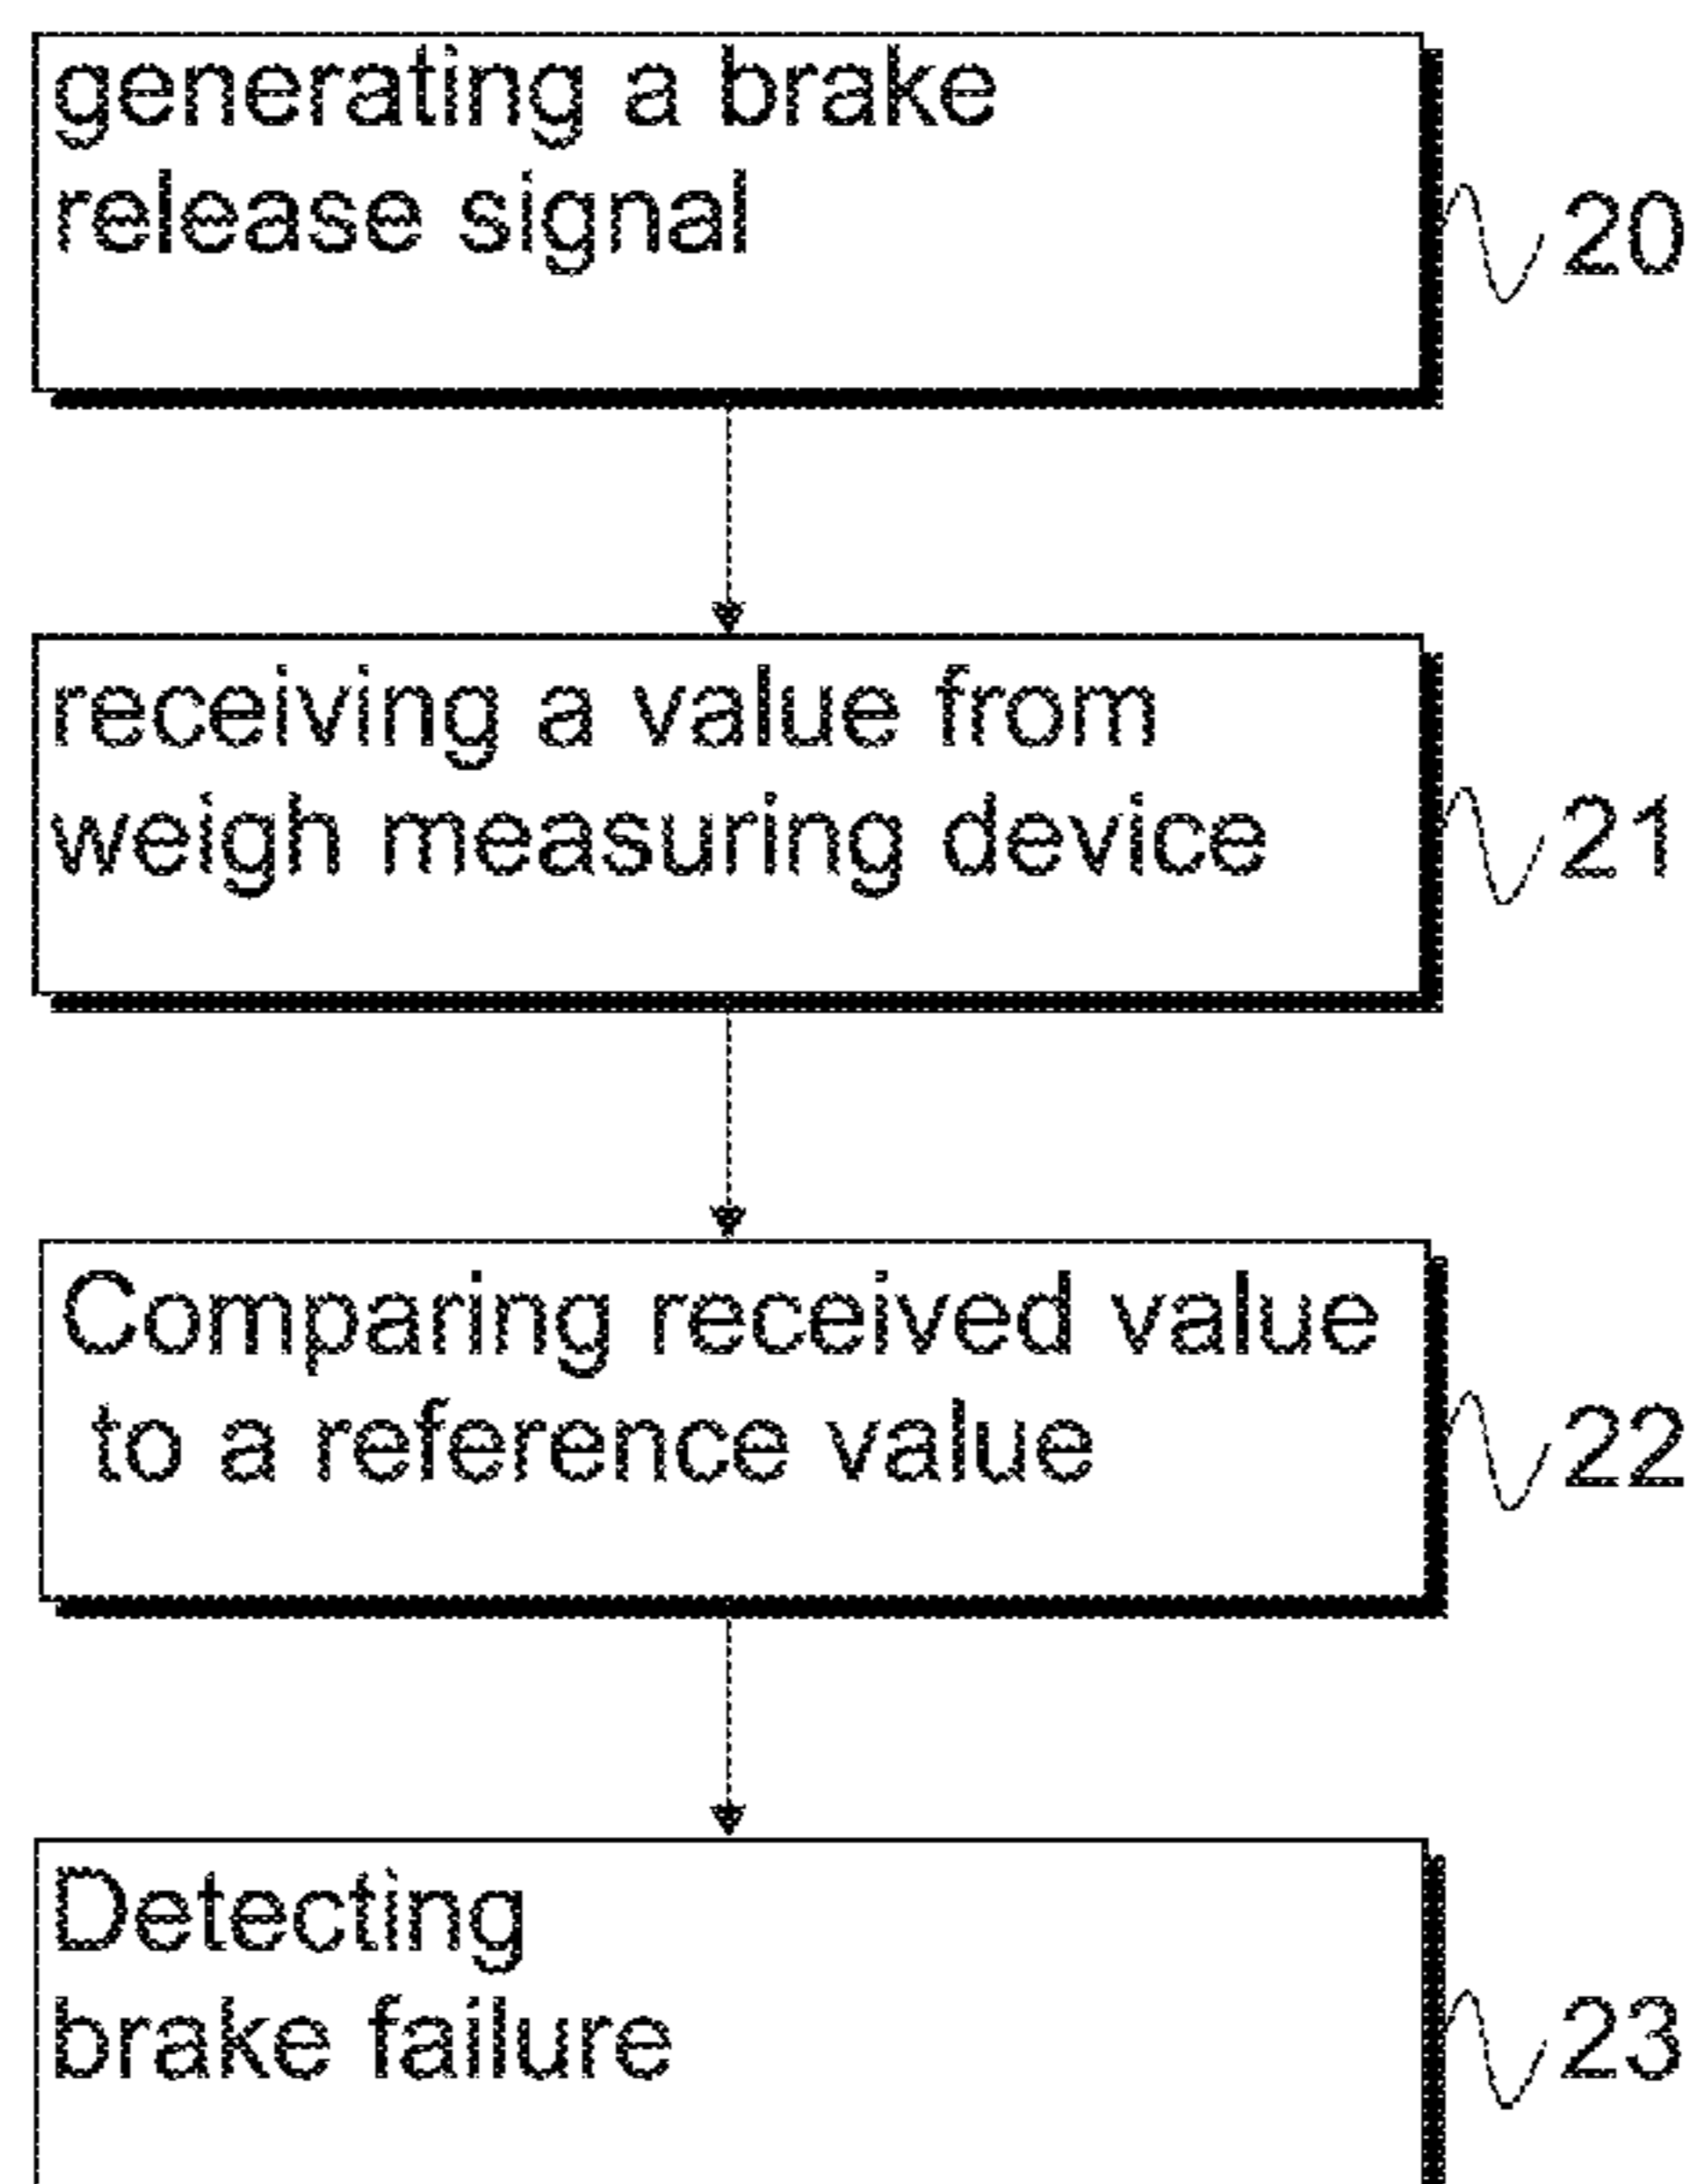 generating a brake
release signal
20
receiving a value from
weigh measuring device
21
Comparing received value
to a reference value
22
Detecting
brake failure
23